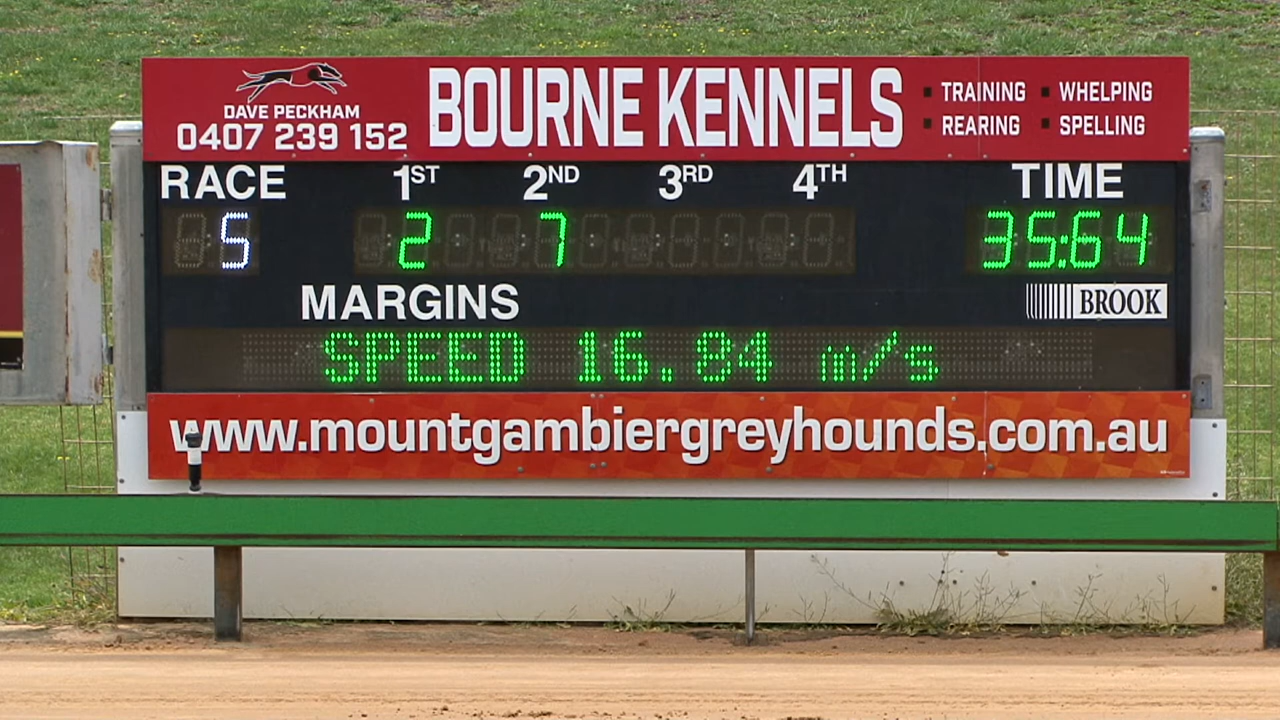 DAVE PECKHAM
0407 239 152
BOURNE KENNELS
▪ TRAINING ▪ WHELPING
▪ REARING ▪ SPELLING
RACE 1ST 2ND 3RD 4TH TIME
5 2 7 35:64
MARGINS
BROOK
SPEED 16.84 m/s
www.mountgambiergreyhounds.com.au